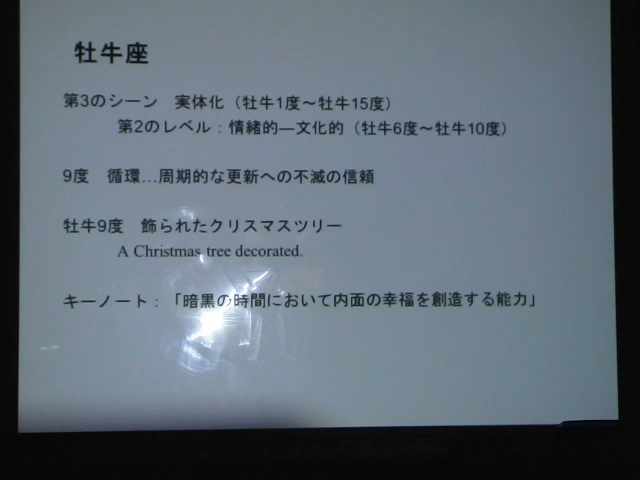 牡牛座
第3のシーン　実体化（牡牛1度～牡牛15度）
第2のレベル：情緒的―文化的（牡牛6度～牡牛10度）
9度　循環…周期的な更新への不滅の信頼
牡牛9度　飾られたクリスマスツリー
A Christmas tree decorated.
キーノート：「暗黒の時間において内面の幸福を創造する能力」